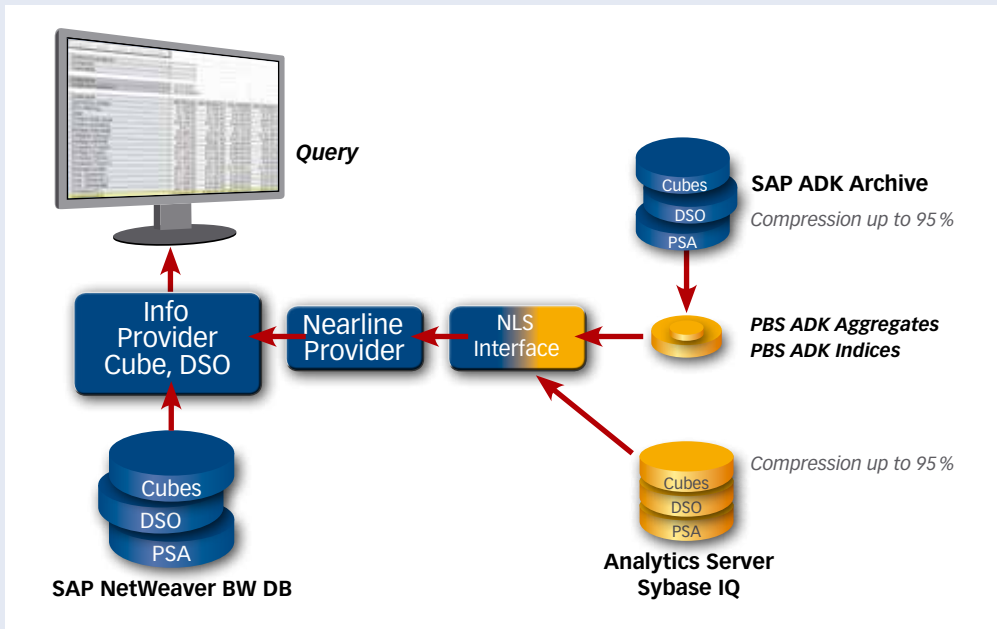 Query
Cubes
DSO
PSA
SAP ADK Archive
Compression up to 95 %
Info
Provider
Cube, DSO
Nearline
Provider
NLS
Interface
PBS ADK Aggregates
PBS ADK Indices
Cubes
DSO
PSA
SAP NetWeaver BW DB
Cubes
DSO
PSA
Compression up to 95 %
Analytics Server
Sybase IQ